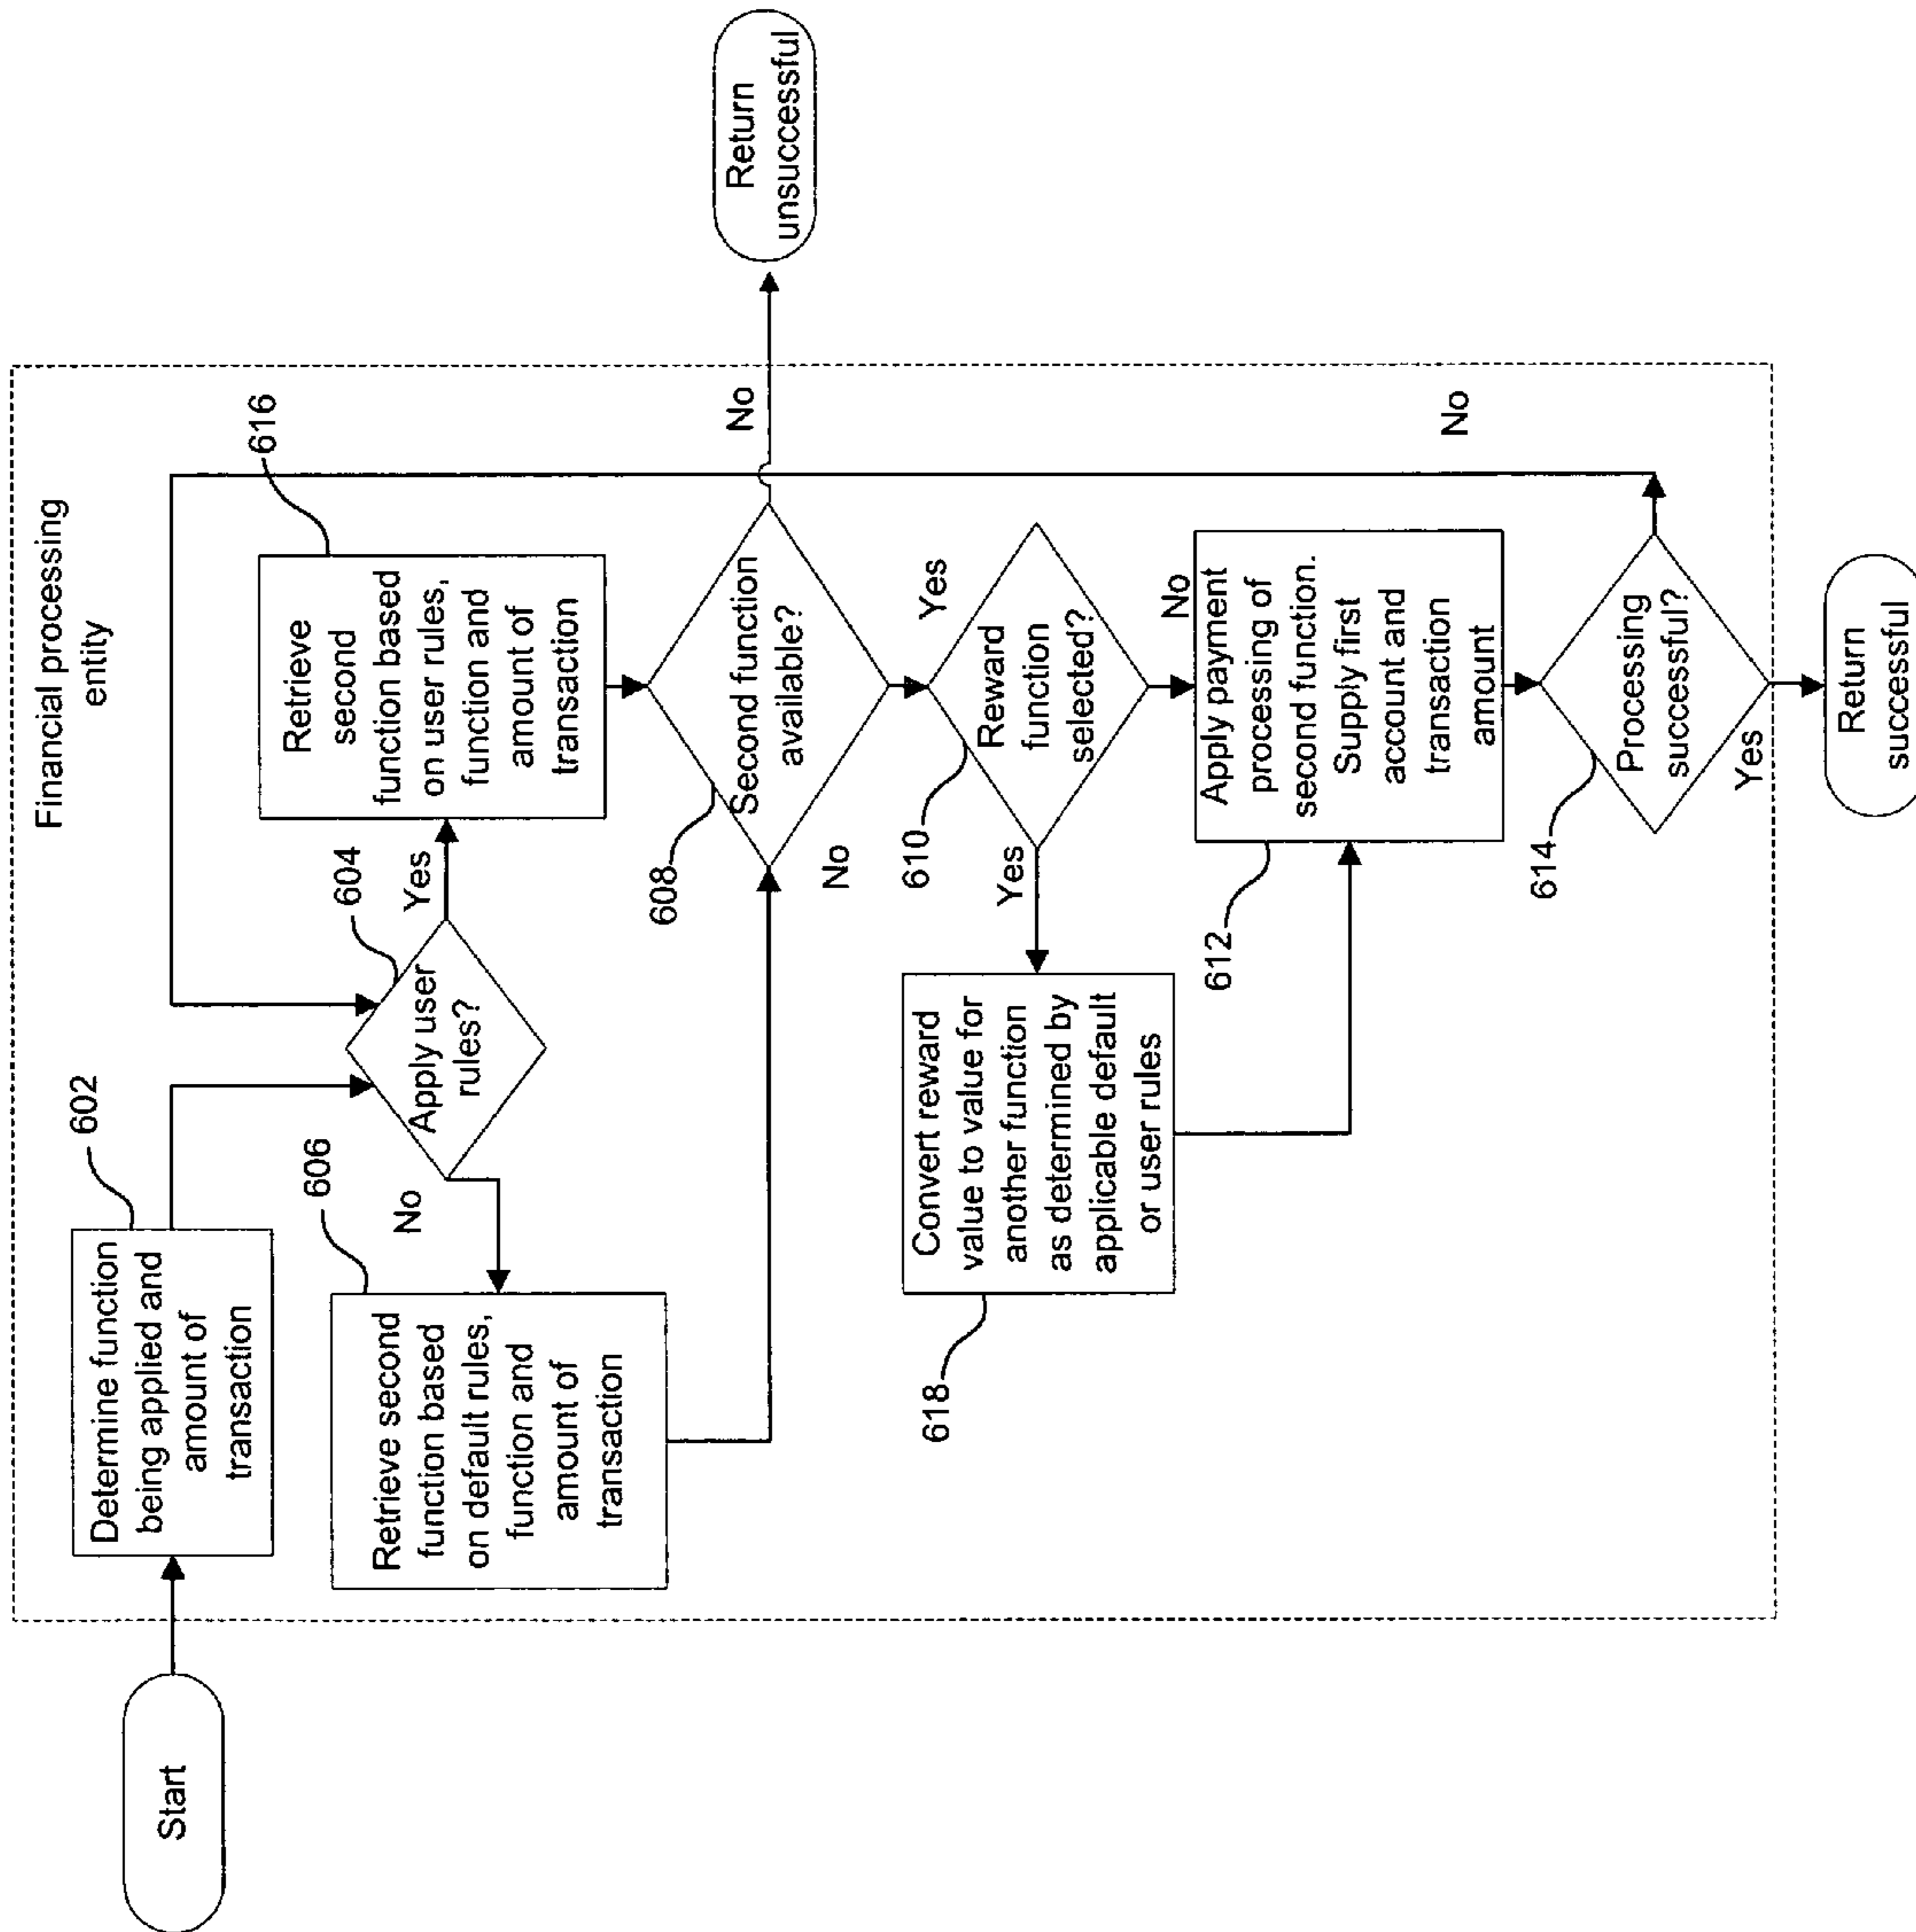 Financial processing
entity
Start
602
Determine function
being applied and
amount of
transaction
604
Apply user
rules?
Yes
No
616
Retrieve
second
function based
on user rules,
function and
amount of
transaction
606
Retrieve second
function based
on default rules,
function and
amount of
transaction
608
Second function
available?
No
Return
unsuccessful
No
Yes
610
Reward
function
selected?
Yes
No
618
Convert reward
value to value for
another function
as determined by
applicable default
or user rules
612
Apply payment
processing of
second function.
Supply first
account and
transaction
amount
614
Processing
successful?
No
Yes
Return
successful